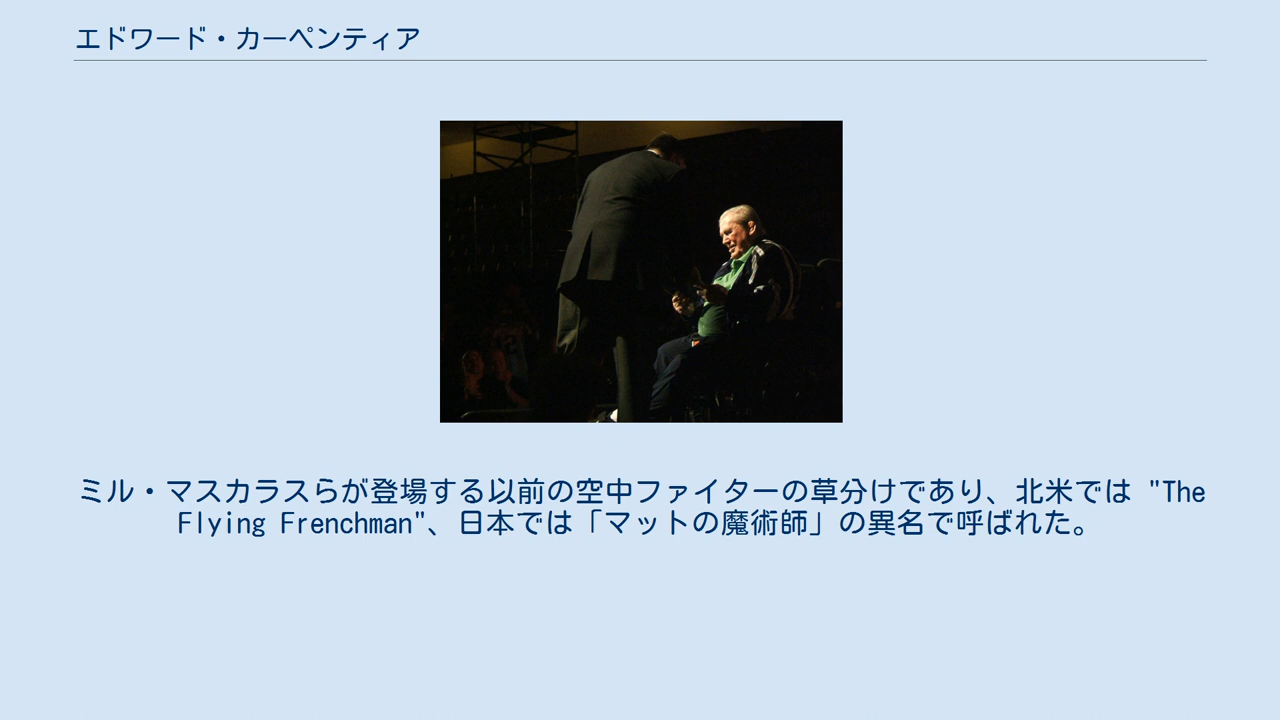 エドワード・カーペンティア
ミル・マスカラスらが登場する以前の空中ファイターの草分けであり、北米では "The
Flying Frenchman"、日本では「マットの魔術師」の異名で呼ばれた。